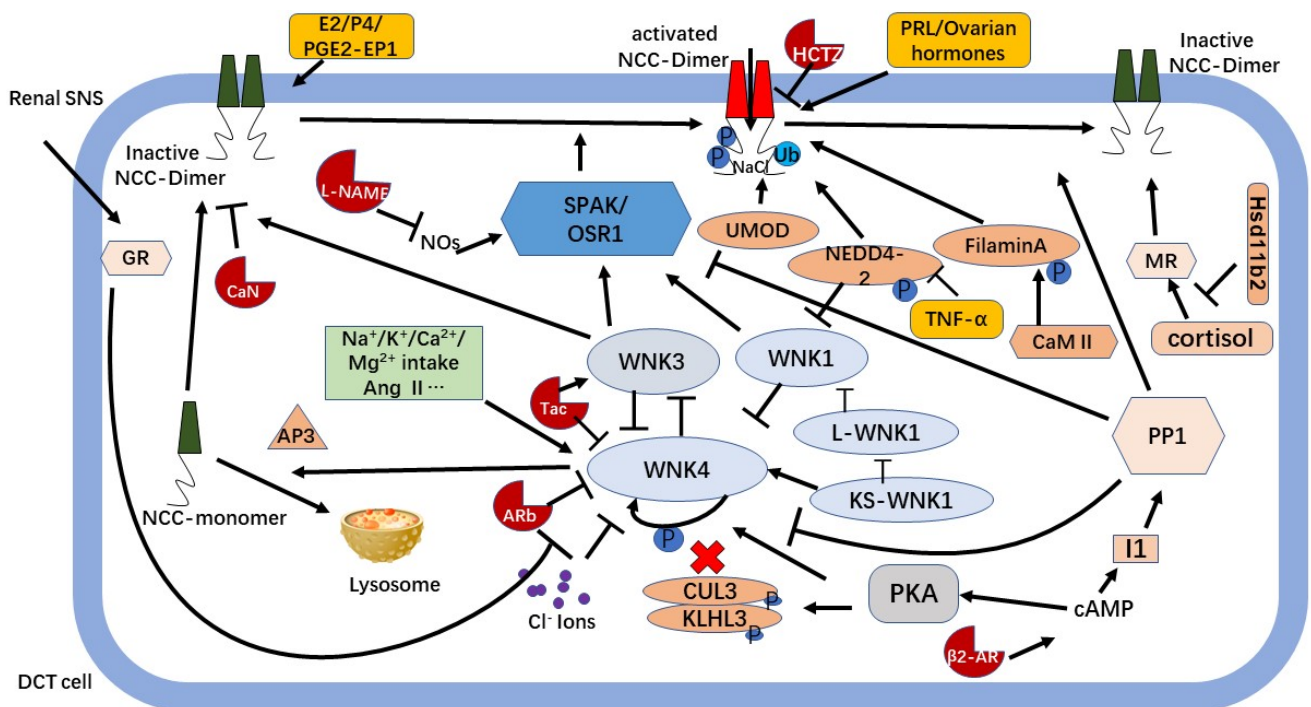 E2/P4/
PGE2-EP1
activated
NCC-Dimer
HCTZ
PRL/Ovarian
hormones
Inactive
NCC-Dimer
Renal SNS
Inactive
NCC-Dimer
P
P
NaCl
Ub
L-NAME
NOs
SPAK/
OSR1
UMOD
NEDD4-
2
P
FilaminA
P
MR
Hsd11b2
GR
CaN
TNF-α
CaM II
cortisol
Na⁺/K⁺/Ca²⁺/
Mg²⁺ intake
Ang II ···
WNK3
WNK1
Tac
AP3
L-WNK1
PP1
WNK4
KS-WNK1
NCC-monomer
ARb
P
I1
Lysosome
CUL3
P
KLHL3
P
PKA
cAMP
Cl⁻ Ions
β2-AR
DCT cell